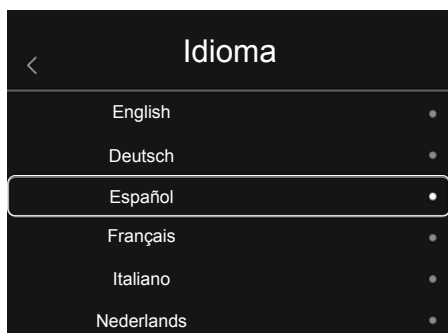 Idioma
English
Deutsch
Español
Français
Italiano
Nederlands